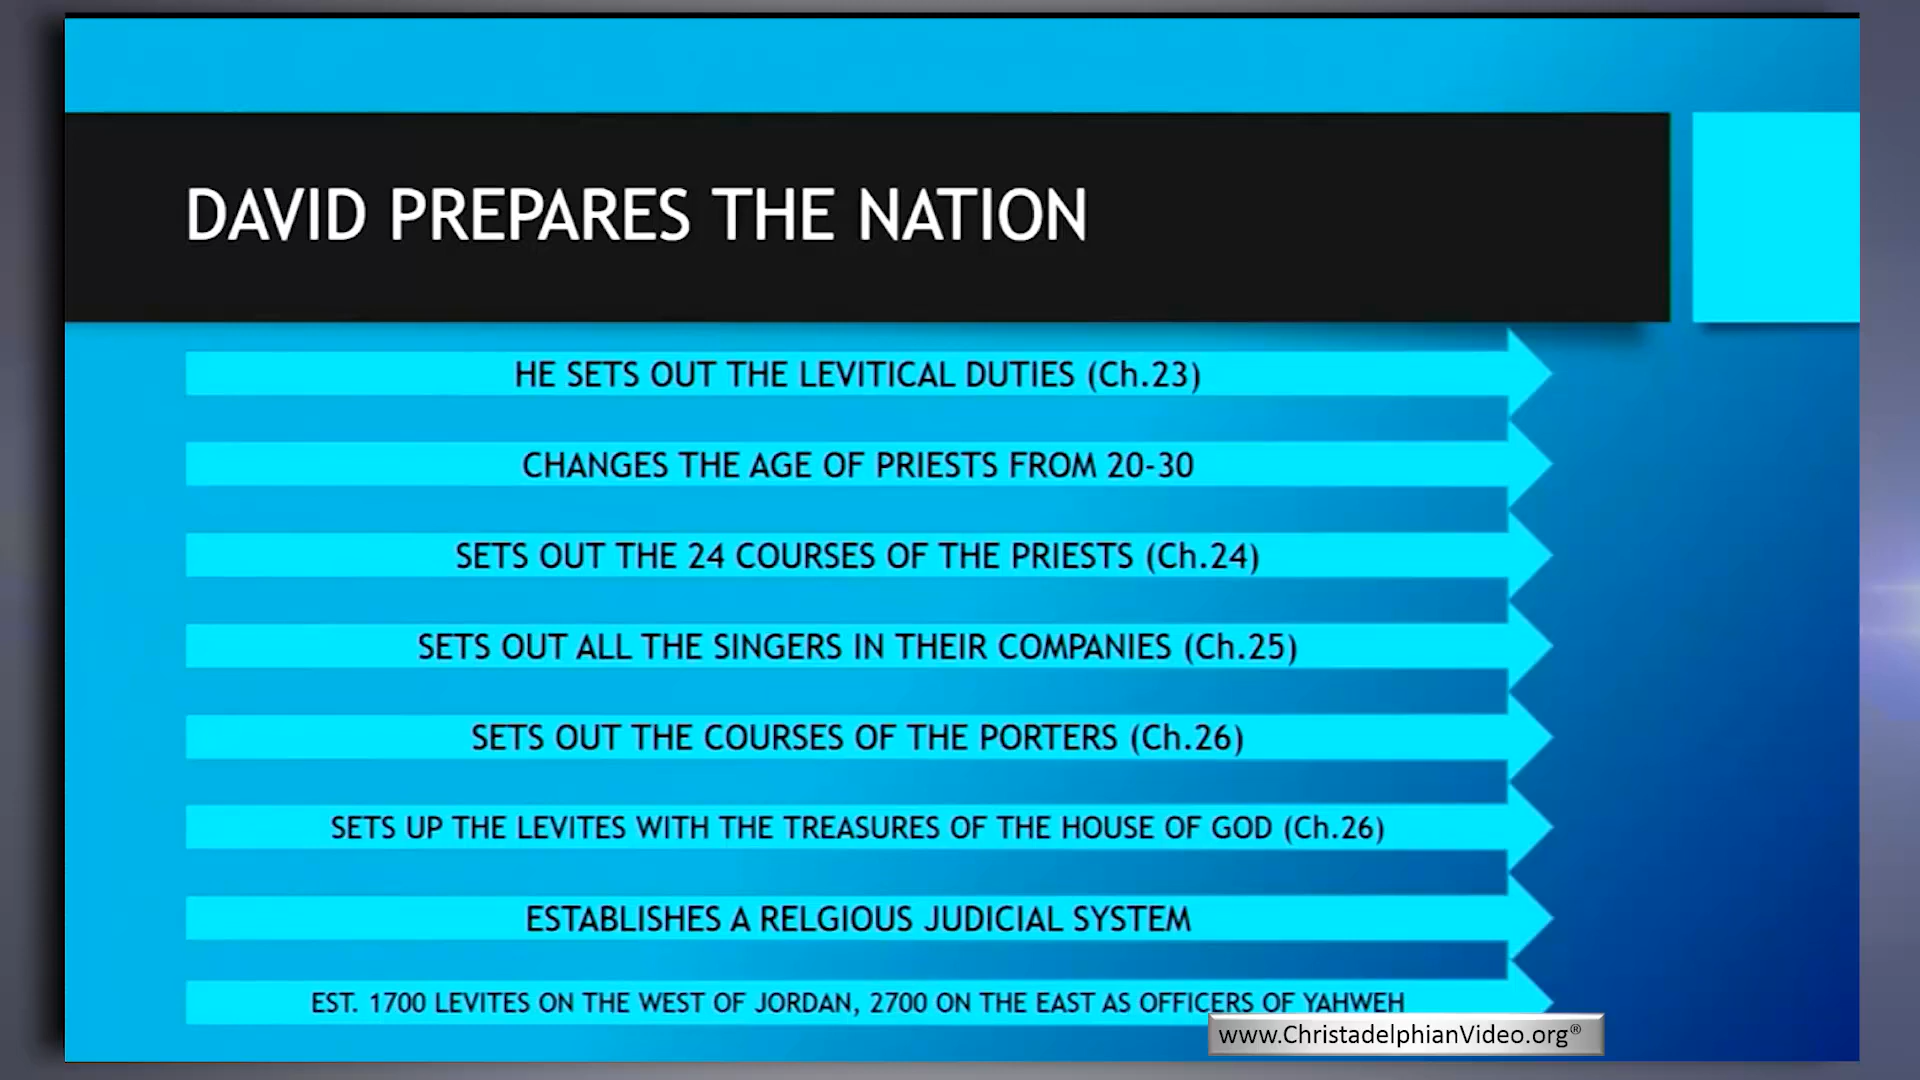 DAVID PREPARES THE NATION
HE SETS OUT THE LEVITICAL DUTIES (Ch.23)
CHANGES THE AGE OF PRIESTS FROM 20-30
SETS OUT THE 24 COURSES OF THE PRIESTS (Ch.24)
SETS OUT ALL THE SINGERS IN THEIR COMPANIES (Ch.25)
SETS OUT THE COURSES OF THE PORTERS (Ch.26)
SETS UP THE LEVITES WITH THE TREASURES OF THE HOUSE OF GOD (Ch.26)
ESTABLISHES A RELGIOUS JUDICIAL SYSTEM
EST. 1700 LEVITES ON THE WEST OF JORDAN, 2700 ON THE EAST AS OFFICERS OF YAHWEH
www.ChristadelphianVideo.org®